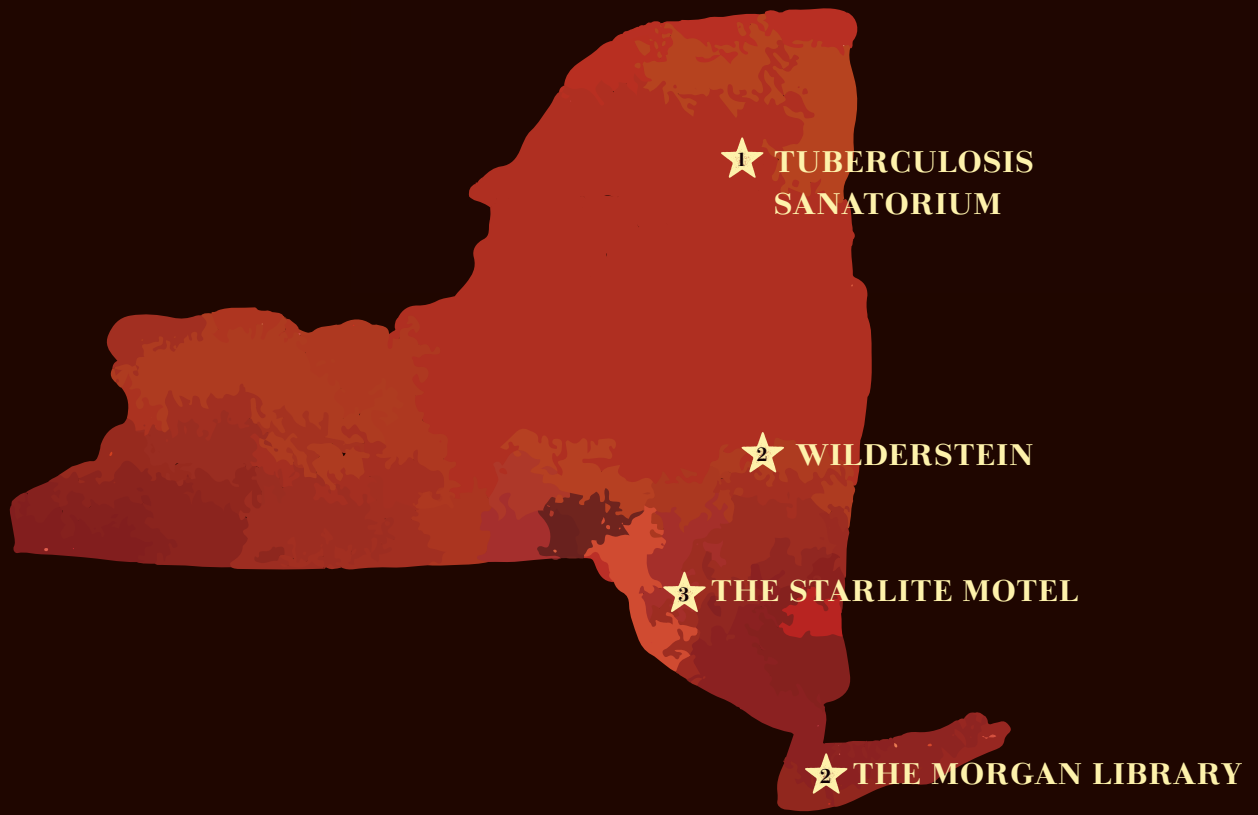 1 TUBERCULOSIS
SANATORIUM
2 WILDERSTEIN
3 THE STARLITE MOTEL
2 THE MORGAN LIBRARY